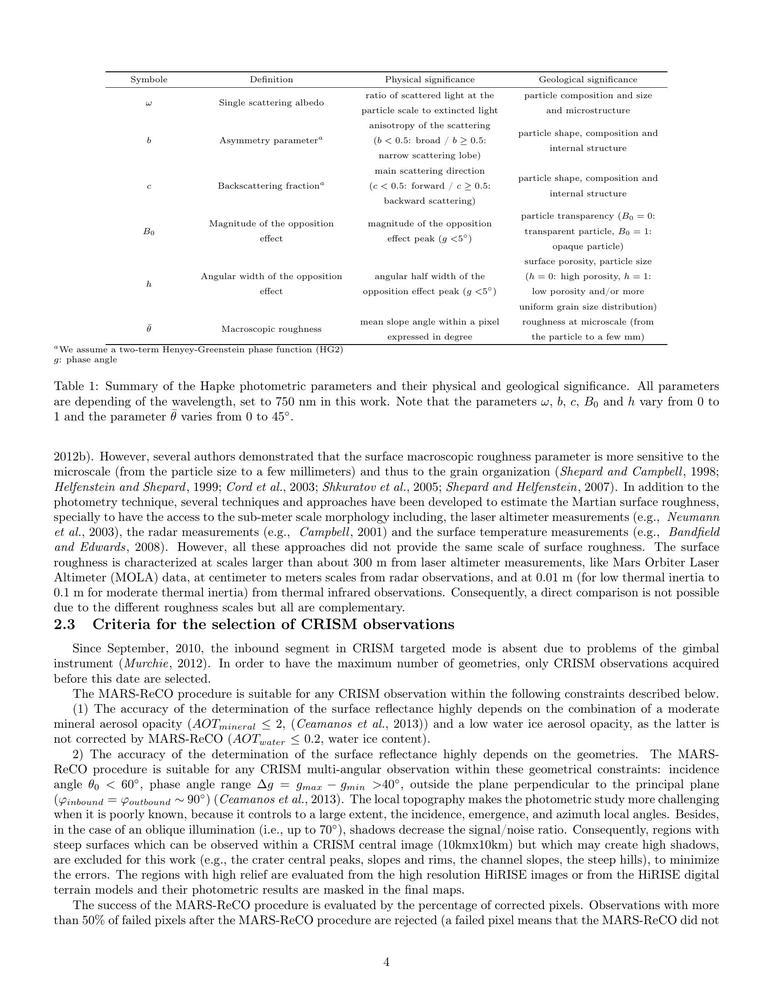 Symbole Definition Physical significance Geological significance
ω Single scattering albedo ratio of scattered light at the particle composition and size
particle scale to extincted light and microstructure
b Asymmetry parameterᵃ anisotropy of the scattering particle shape, composition and
(b < 0.5: broad / b ≥ 0.5: internal structure
narrow scattering lobe)
c Backscattering fractionᵃ main scattering direction particle shape, composition and
(c < 0.5: forward / c ≥ 0.5: internal structure
backward scattering)
B₀ Magnitude of the opposition magnitude of the opposition particle transparency (B₀ = 0:
effect effect peak (g <5°) transparent particle, B₀ = 1:
opaque particle)
h Angular width of the opposition angular half width of the surface porosity, particle size
effect opposition effect peak (g <5°) (h = 0: high porosity, h = 1:
low porosity and/or more
uniform grain size distribution)
θ̄ Macroscopic roughness mean slope angle within a pixel roughness at microscale (from
expressed in degree the particle to a few mm)
ᵃWe assume a two-term Henyey-Greenstein phase function (HG2)
g: phase angle
Table 1: Summary of the Hapke photometric parameters and their physical and geological significance. All parameters
are depending of the wavelength, set to 750 nm in this work. Note that the parameters ω, b, c, B₀ and h vary from 0 to
1 and the parameter θ̄ varies from 0 to 45°.
2012b). However, several authors demonstrated that the surface macroscopic roughness parameter is more sensitive to the
microscale (from the particle size to a few millimeters) and thus to the grain organization (Shepard and Campbell, 1998;
Helfenstein and Shepard, 1999; Cord et al., 2003; Shkuratov et al., 2005; Shepard and Helfenstein, 2007). In addition to the
photometry technique, several techniques and approaches have been developed to estimate the Martian surface roughness,
specially to have the access to the sub-meter scale morphology including, the laser altimeter measurements (e.g., Neumann
et al., 2003), the radar measurements (e.g., Campbell, 2001) and the surface temperature measurements (e.g., Bandfield
and Edwards, 2008). However, all these approaches did not provide the same scale of surface roughness. The surface
roughness is characterized at scales larger than about 300 m from laser altimeter measurements, like Mars Orbiter Laser
Altimeter (MOLA) data, at centimeter to meters scales from radar observations, and at 0.01 m (for low thermal inertia to
0.1 m for moderate thermal inertia) from thermal infrared observations. Consequently, a direct comparison is not possible
due to the different roughness scales but all are complementary.
2.3 Criteria for the selection of CRISM observations
Since September, 2010, the inbound segment in CRISM targeted mode is absent due to problems of the gimbal
instrument (Murchie, 2012). In order to have the maximum number of geometries, only CRISM observations acquired
before this date are selected.
The MARS-ReCO procedure is suitable for any CRISM observation within the following constraints described below.
(1) The accuracy of the determination of the surface reflectance highly depends on the combination of a moderate
mineral aerosol opacity (AOT_mineral ≤ 2, (Ceamanos et al., 2013)) and a low water ice aerosol opacity, as the latter is
not corrected by MARS-ReCO (AOT_water ≤ 0.2, water ice content).
2) The accuracy of the determination of the surface reflectance highly depends on the geometries. The MARS-
ReCO procedure is suitable for any CRISM multi-angular observation within these geometrical constraints: incidence
angle θ₀ < 60°, phase angle range Δg = g_max − g_min >40°, outside the plane perpendicular to the principal plane
(φ_inbound = φ_outbound ∼ 90°) (Ceamanos et al., 2013). The local topography makes the photometric study more challenging
when it is poorly known, because it controls to a large extent, the incidence, emergence, and azimuth local angles. Besides,
in the case of an oblique illumination (i.e., up to 70°), shadows decrease the signal/noise ratio. Consequently, regions with
steep surfaces which can be observed within a CRISM central image (10kmx10km) but which may create high shadows,
are excluded for this work (e.g., the crater central peaks, slopes and rims, the channel slopes, the steep hills), to minimize
the errors. The regions with high relief are evaluated from the high resolution HiRISE images or from the HiRISE digital
terrain models and their photometric results are masked in the final maps.
The success of the MARS-ReCO procedure is evaluated by the percentage of corrected pixels. Observations with more
than 50% of failed pixels after the MARS-ReCO procedure are rejected (a failed pixel means that the MARS-ReCO did not
4